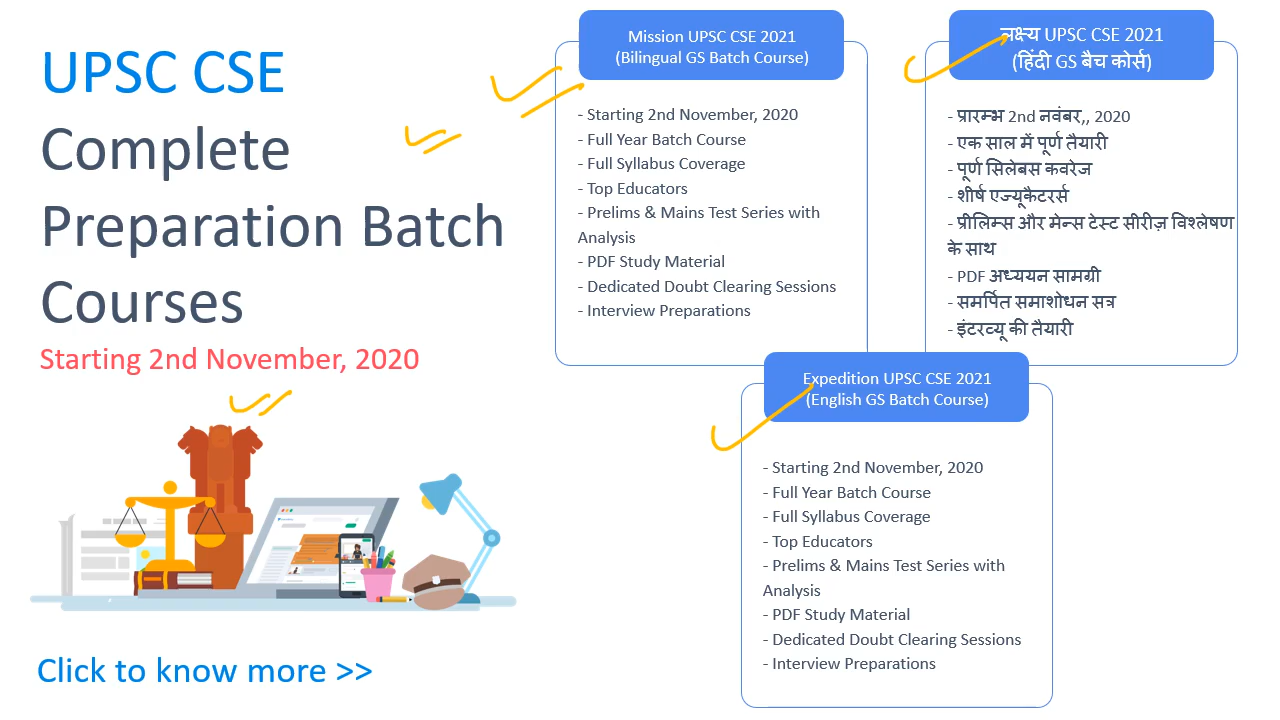 UPSC CSE
Complete
Preparation Batch
Courses
Starting 2nd November, 2020
Click to know more >>
Mission UPSC CSE 2021
(Bilingual GS Batch Course)
- Starting 2nd November, 2020
- Full Year Batch Course
- Full Syllabus Coverage
- Top Educators
- Prelims & Mains Test Series with
Analysis
- PDF Study Material
- Dedicated Doubt Clearing Sessions
- Interview Preparations
लक्ष्य UPSC CSE 2021
(हिंदी GS बैच कोर्स)
- प्रारम्भ 2nd नवंबर,, 2020
- एक साल में पूर्ण तैयारी
- पूर्ण सिलेबस कवरेज
- शीर्ष एज्यूकैटरर्स
- प्रीलिम्स और मेन्स टेस्ट सीरीज़ विश्लेषण
के साथ
- PDF अध्ययन सामग्री
- समर्पित समाशोधन सत्र
- इंटरव्यू की तैयारी
Expedition UPSC CSE 2021
(English GS Batch Course)
- Starting 2nd November, 2020
- Full Year Batch Course
- Full Syllabus Coverage
- Top Educators
- Prelims & Mains Test Series with
Analysis
- PDF Study Material
- Dedicated Doubt Clearing Sessions
- Interview Preparations